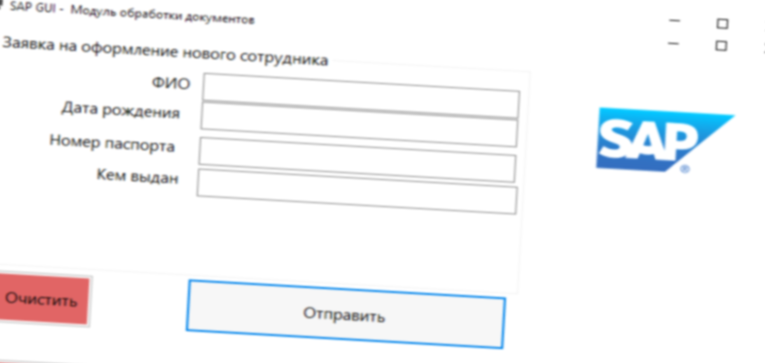 SAP GUI - Модуль обработки документов
Заявка на оформление нового сотрудника
ФИО
Дата рождения
Номер паспорта
Кем выдан
SAP®
Очистить
Отправить